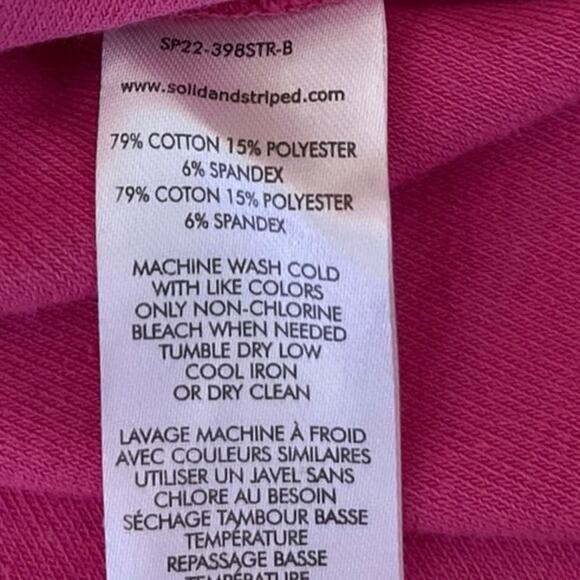 SP22-398STR-B
www.solidandstriped.com
79% COTTON 15% POLYESTER
6% SPANDEX
79% COTON 15% POLYESTER
6% SPANDEX
MACHINE WASH COLD
WITH LIKE COLORS
ONLY NON-CHLORINE
BLEACH WHEN NEEDED
TUMBLE DRY LOW
COOL IRON
OR DRY CLEAN
LAVAGE MACHINE À FROID
AVEC COULEURS SIMILAIRES
UTILISER UN JAVEL SANS
CHLORE AU BESOIN
SÉCHAGE TAMBOUR BASSE
TEMPÉRATURE
REPASSAGE BASSE
TEMPÉRATURE